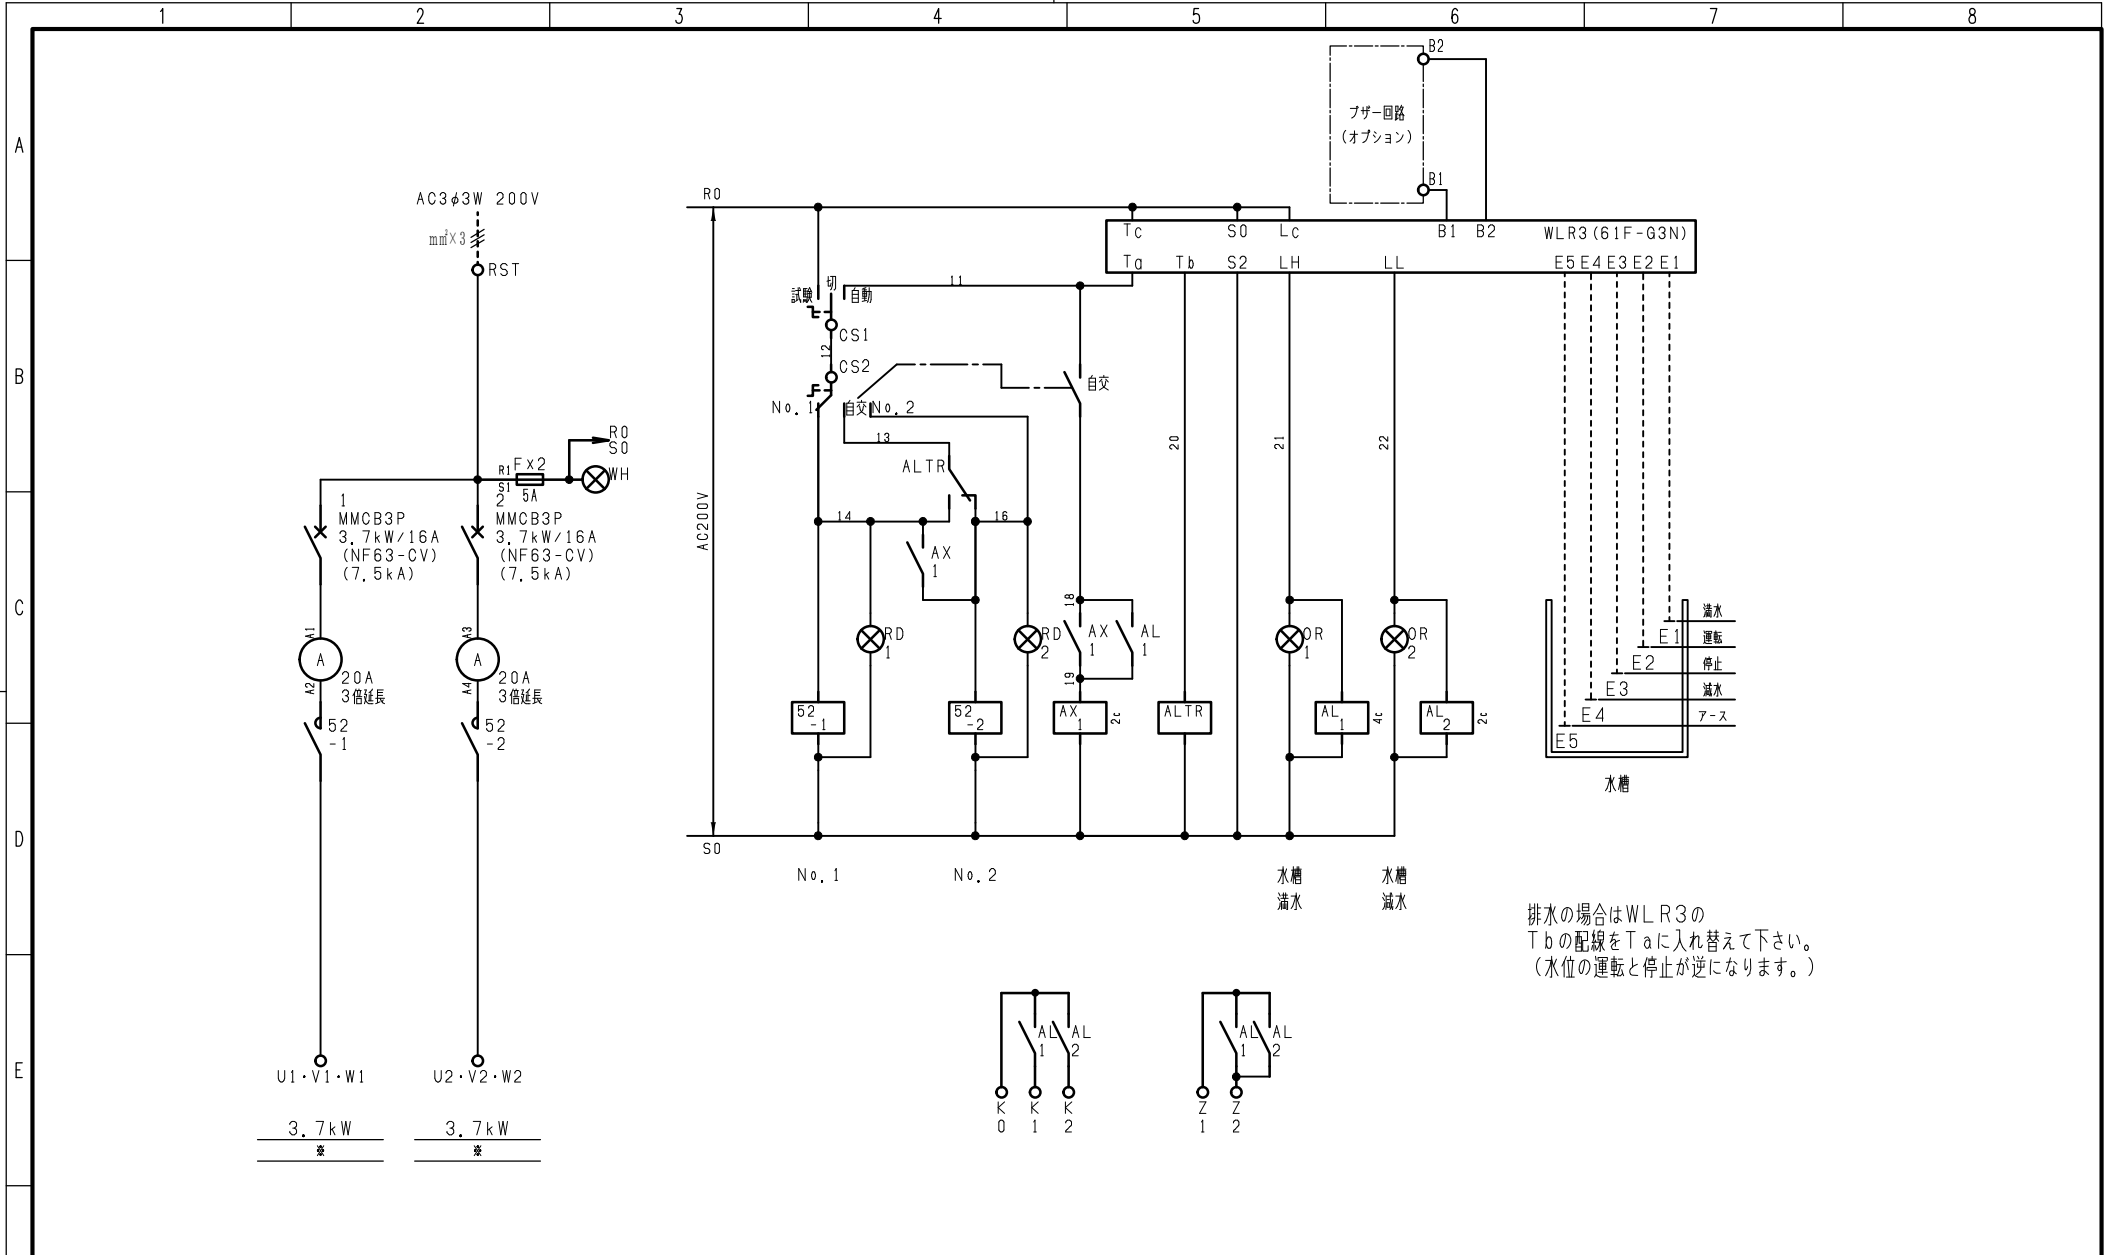 1 2 3 4 5 6 7 8
A
B
C
D
E
AC3φ3W 200V
mm²×3
RST
R0
S0
WH
R1
S1
F×2
5A
1
MMCB3P
3.7kW/16A
(NF63-CV)
(7.5kA)
2
MMCB3P
3.7kW/16A
(NF63-CV)
(7.5kA)
A1
A
A2
20A
3倍延長
A3
A
A4
20A
3倍延長
52
-1
52
-2
U1・V1・W1
U2・V2・W2
3.7kW
※
3.7kW
※
R0
AC200V
S0
試験
切
自動
11
CS1
12
CS2
No.1
自交
No.2
13
ALTR
14
16
AX
1
RD
1
RD
2
52
-1
52
-2
自交
18
AX
1
AL
1
19
AX
1
2c
20
ALTR
21
OR
1
AL
1
4c
22
OR
2
AL
2
2c
No.1
No.2
水槽
満水
水槽
減水
ブザー回路
(オプション)
B2
B1
Tc S0 Lc B1 B2 WLR3(61F-G3N)
Ta Tb S2 LH LL E5 E4 E3 E2 E1
満水
E1 運転
E2 停止
E3 減水
E4 アース
E5
水槽
排水の場合はWLR3の
Tbの配線をTaに入れ替えて下さい。
(水位の運転と停止が逆になります。)
AL
1
AL
2
K
0
K
1
K
2
AL
1
AL
2
Z
1
Z
2